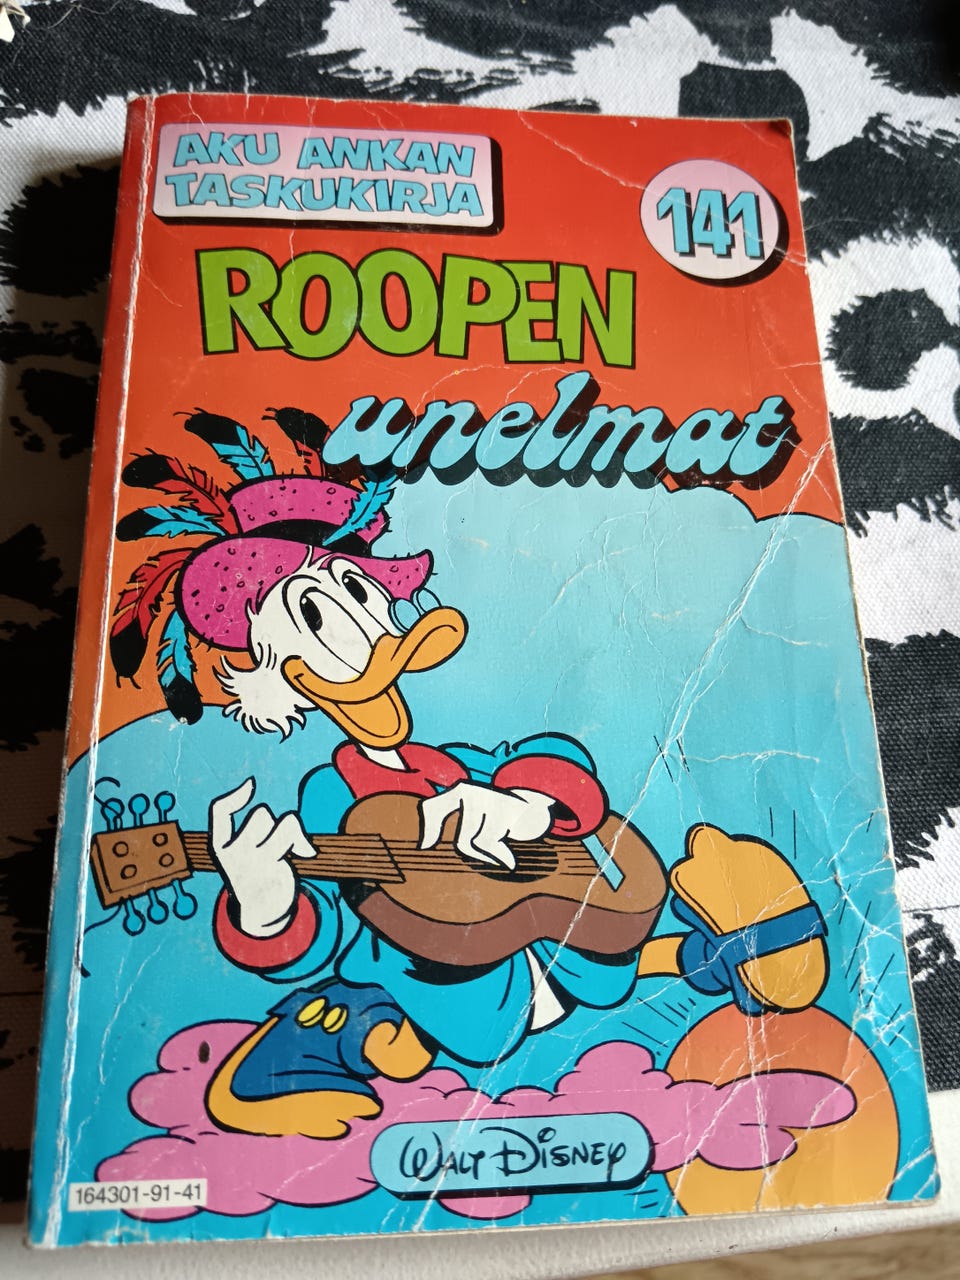 AKU ANKAN
TASKUKIRJA
141
ROOPEN
unelmat
WALT DISNEY
164301-91-41